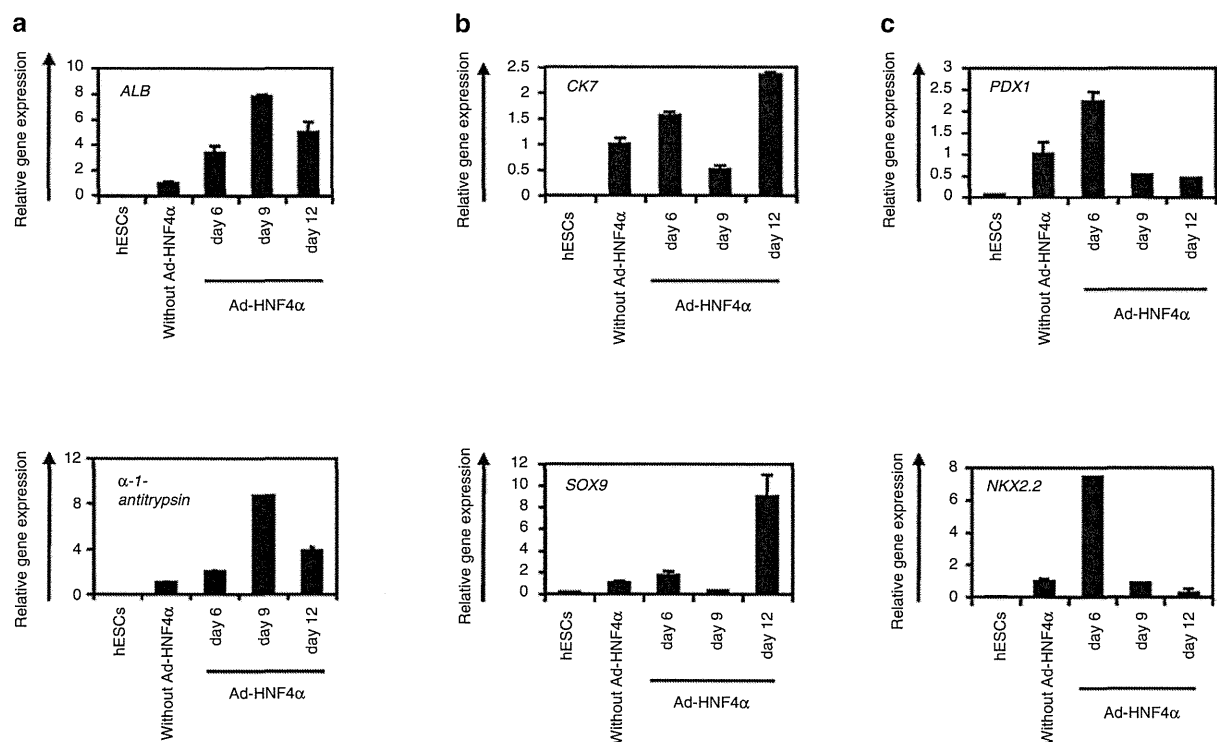 a
Relative gene expression
10
8
6
4
2
0
ALB
hESCs
Without Ad-HNF4α
day 6
day 9
day 12
Ad-HNF4α
b
Relative gene expression
2.5
2
1.5
1
0.5
0
CK7
hESCs
Without Ad-HNF4α
day 6
day 9
day 12
Ad-HNF4α
c
Relative gene expression
3
2.5
2
1.5
1
0.5
0
PDX1
hESCs
Without Ad-HNF4α
day 6
day 9
day 12
Ad-HNF4α
Relative gene expression
12
8
4
0
α-1-
antitrypsin
hESCs
Without Ad-HNF4α
day 6
day 9
day 12
Ad-HNF4α
Relative gene expression
12
10
8
6
4
2
0
SOX9
hESCs
Without Ad-HNF4α
day 6
day 9
day 12
Ad-HNF4α
Relative gene expression
8
6
4
2
0
NKX2.2
hESCs
Without Ad-HNF4α
day 6
day 9
day 12
Ad-HNF4α